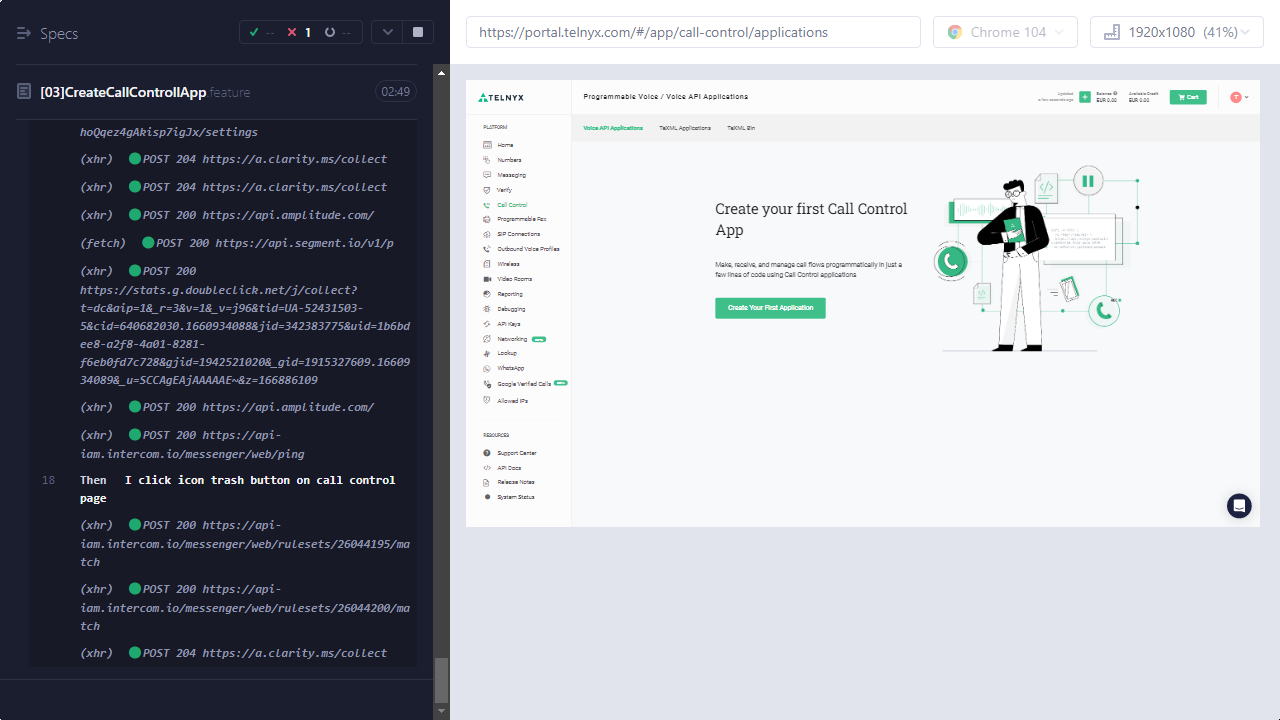 Specs
-- 1 --
[03]CreateCallControllApp feature
02:49
hoQqez4gAkisp7igJx/settings
(xhr) POST 204 https://a.clarity.ms/collect
(xhr) POST 204 https://a.clarity.ms/collect
(xhr) POST 200 https://api.amplitude.com/
(fetch) POST 200 https://api.segment.io/v1/p
(xhr) POST 200
https://stats.g.doubleclick.net/j/collect?
t=dc&aip=1&_r=3&v=1&_v=j96&tid=UA-52431503-
5&cid=640682030.1660934088&jid=342383775&uid=1b6bd
ee8-a2f8-4a01-8281-
f6eb0fd7c728&gjid=1942521020&_gid=1915327609.16609
34089&_u=SCCAgEAjAAAAAE~&z=166886109
(xhr) POST 200 https://api.amplitude.com/
(xhr) POST 200 https://api-
iam.intercom.io/messenger/web/ping
18 Then I click icon trash button on call control
page
(xhr) POST 200 https://api-
iam.intercom.io/messenger/web/rulesets/26044195/ma
tch
(xhr) POST 200 https://api-
iam.intercom.io/messenger/web/rulesets/26044200/ma
tch
(xhr) POST 204 https://a.clarity.ms/collect
https://portal.telnyx.com/#/app/call-control/applications
Chrome 104
1920x1080 (41%)
TELNYX
Programmable Voice / Voice API Applications
Updated
a few seconds ago
Balance
EUR 0.00
Available Credit
EUR 0.00
Cart
T
Voice API Applications
TeXML Applications
TeXML Bin
PLATFORM
Home
Numbers
Messaging
Verify
Call Control
Programmable Fax
SIP Connections
Outbound Voice Profiles
Wireless
Video Rooms
Reporting
Debugging
API Keys
Networking
Lookup
WhatsApp
Google Verified Calls
Allowed IPs
RESOURCES
Support Center
API Docs
Release Notes
System Status
Create your first Call Control
App
Make, receive, and manage call flows programmatically in just a
few lines of code using Call Control applications.
Create Your First Application